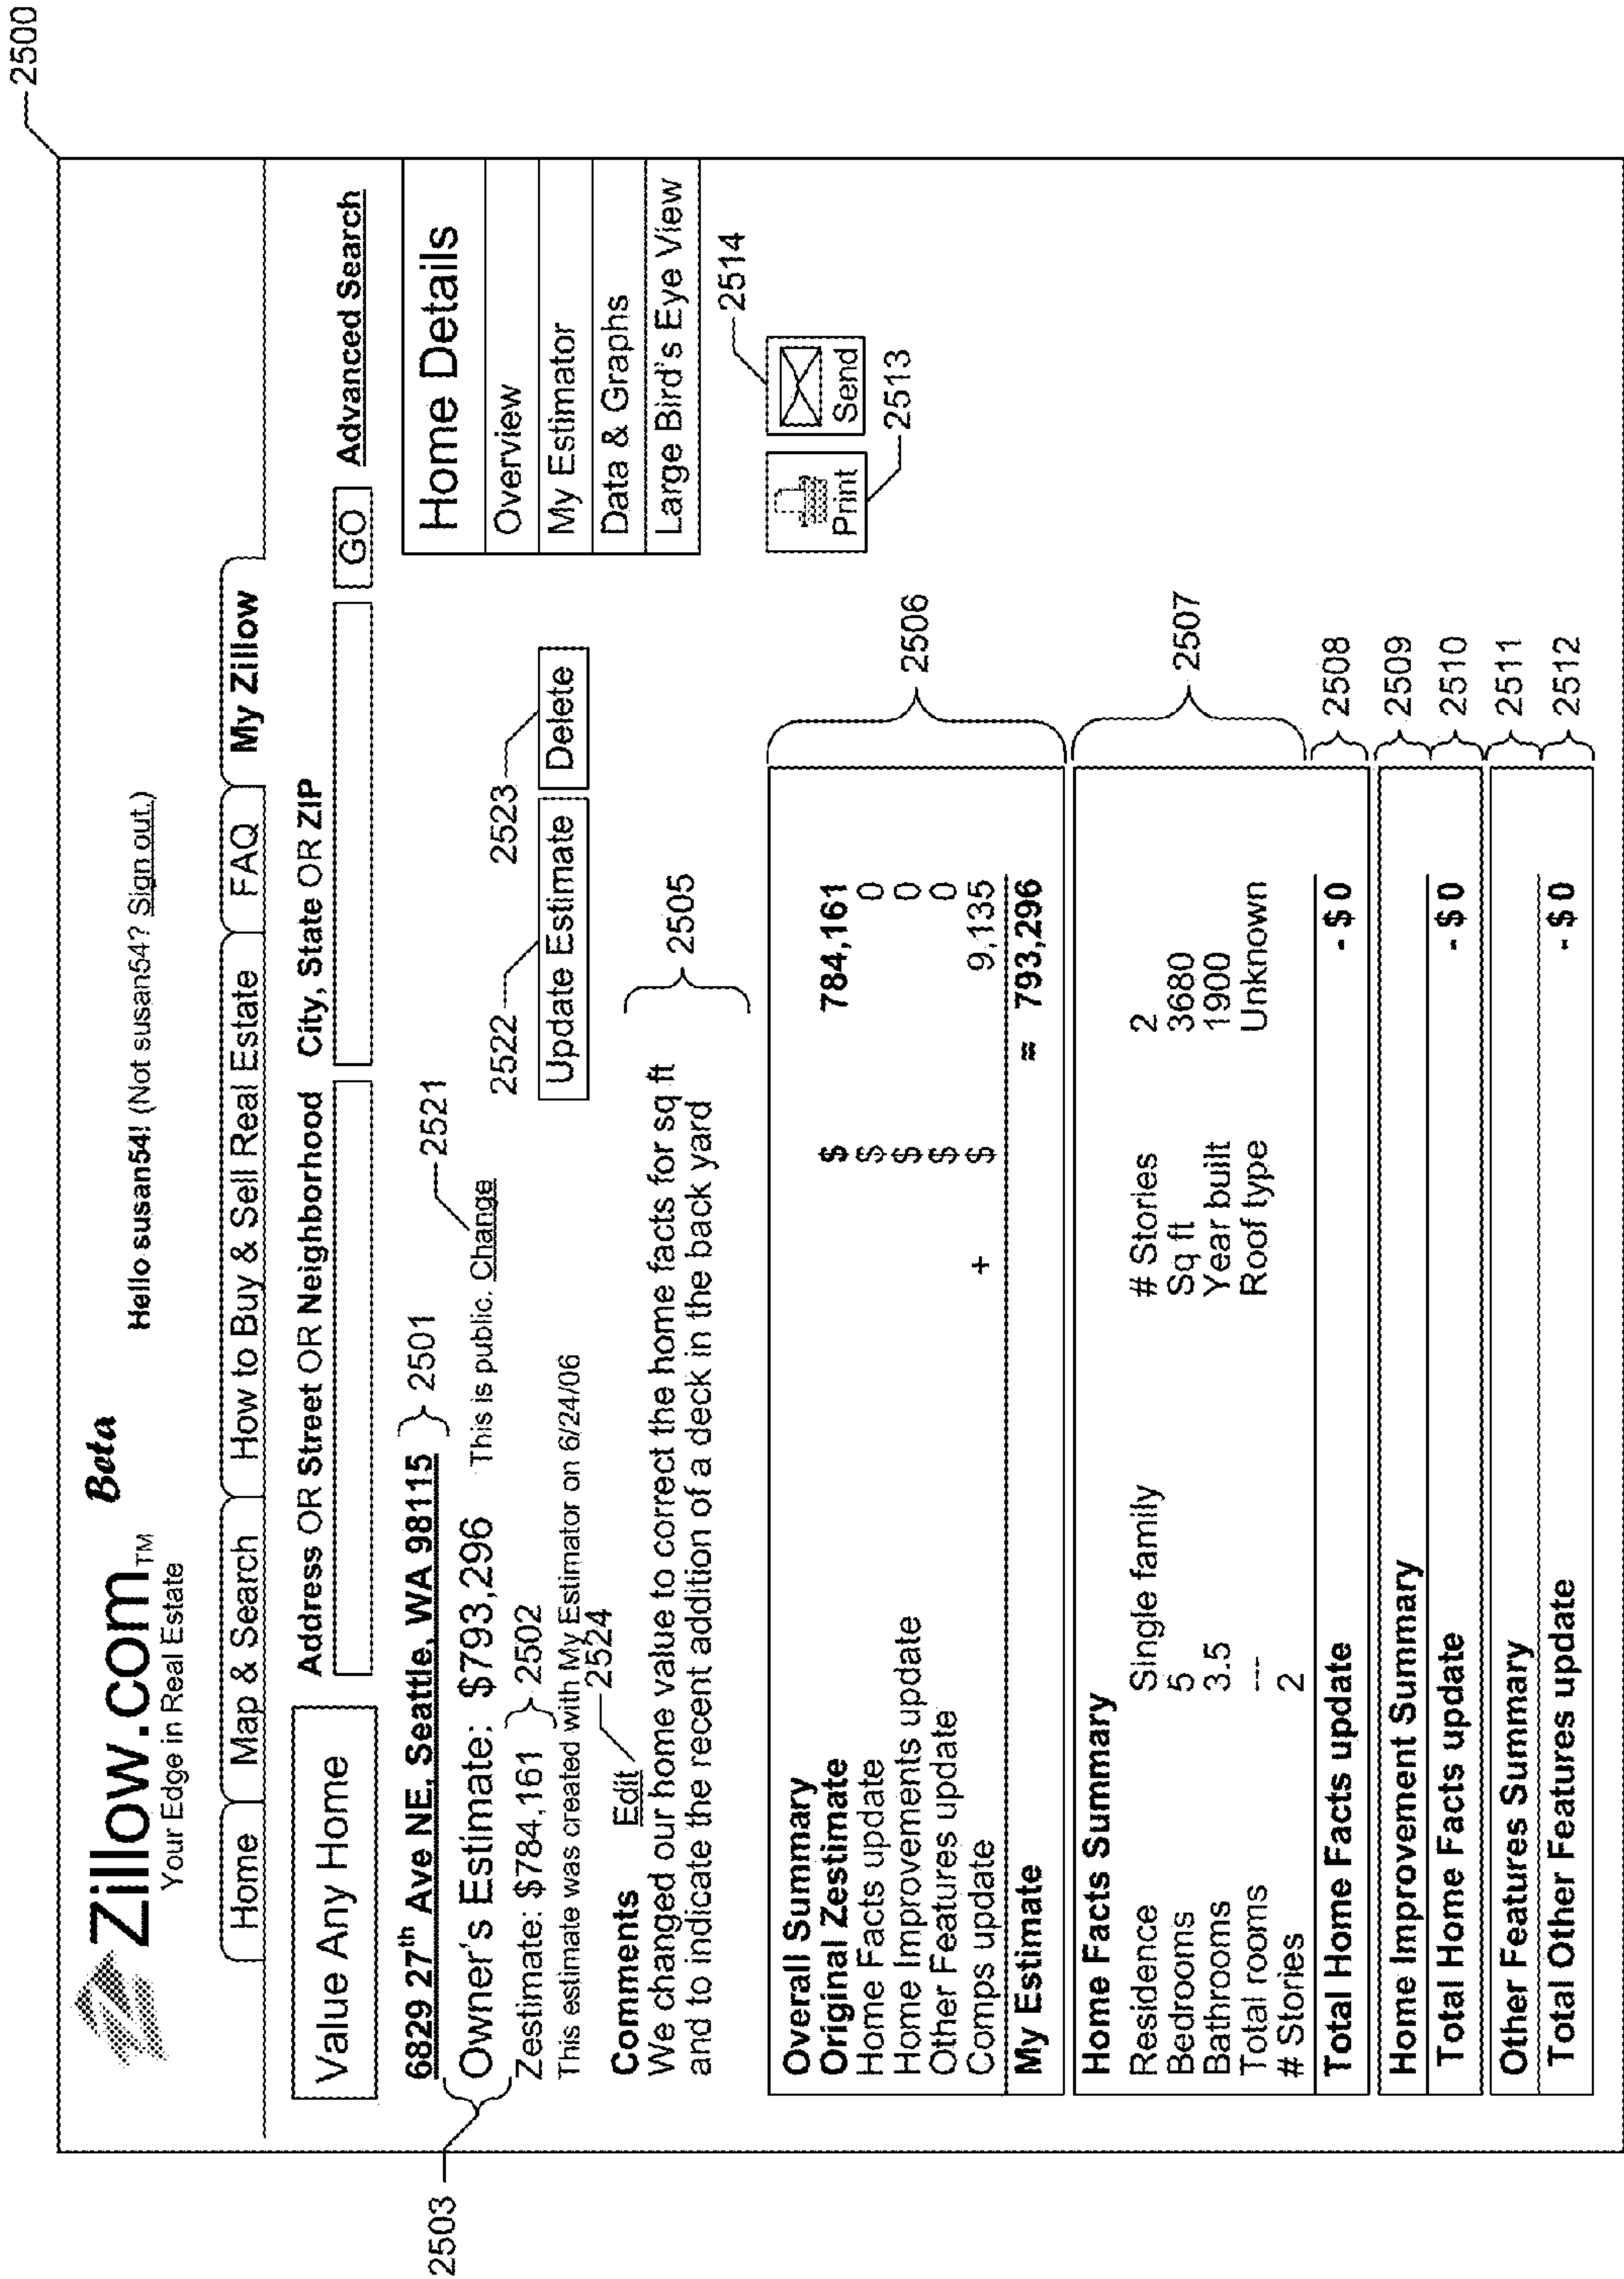 2500
Zillow.com™ Beta
Your Edge in Real Estate
Hello susan54! (Not susan54? Sign out.)
Home Map & Search How to Buy & Sell Real Estate FAQ My Zillow
Value Any Home
Address OR Street OR Neighborhood City, State OR ZIP
GO Advanced Search
6829 27th Ave NE, Seattle, WA 98115 2501
2503
Owner's Estimate: $793,296 This is public. Change 2521
Zestimate: $784,161 2502
This estimate was created with My Estimator on 6/24/06
2522 2523
Update Estimate Delete
Home Details
Overview
My Estimator
Data & Graphs
Large Bird's Eye View
Comments Edit 2524
We changed our home value to correct the home facts for sq ft
and to indicate the recent addition of a deck in the back yard
2505
2514
Print Send
2513
Overall Summary
Original Zestimate $ 784,161
Home Facts update $ 0
Home Improvements update $ 0
Other Features update $ 0
Comps update + $ 9,135
My Estimate = 793,296
2506
Home Facts Summary
Residence Single family # Stories 2
Bedrooms 5 Sq ft 3680
Bathrooms 3.5 Year built 1900
Total rooms --- Roof type Unknown
# Stories 2
2507
Total Home Facts update - $ 0 2508
Home Improvement Summary 2509
Total Home Facts update - $ 0 2510
Other Features Summary 2511
Total Other Features update - $ 0 2512